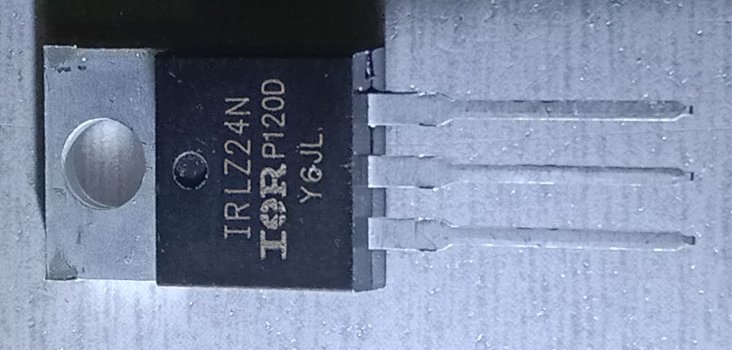 IRLZ24N
IOR P120D
Y6JL